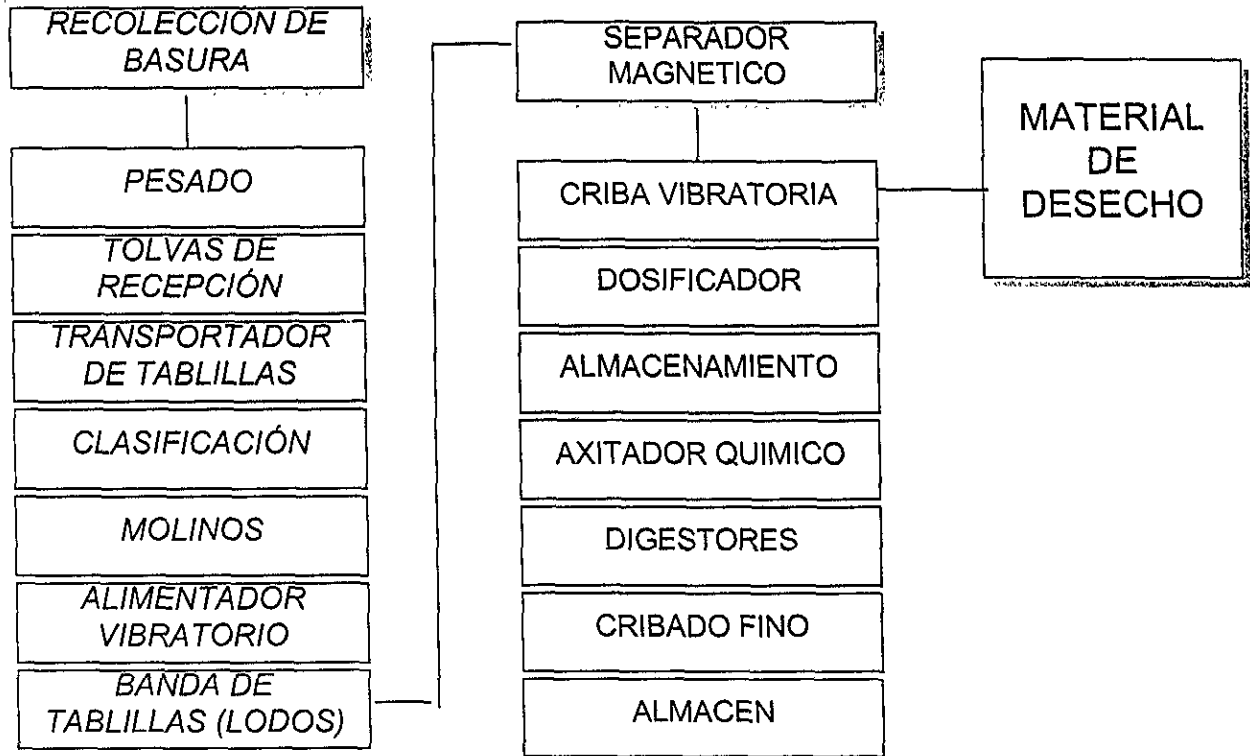 RECOLECCIÓN DE
BASURA
PESADO
TOLVAS DE
RECEPCIÓN
TRANSPORTADOR
DE TABLILLAS
CLASIFICACIÓN
MOLINOS
ALIMENTADOR
VIBRATORIO
BANDA DE
TABLILLAS (LODOS)
SEPARADOR
MAGNETICO
CRIBA VIBRATORIA
DOSIFICADOR
ALMACENAMIENTO
AXITADOR QUIMICO
DIGESTORES
CRIBADO FINO
ALMACEN
MATERIAL
DE
DESECHO